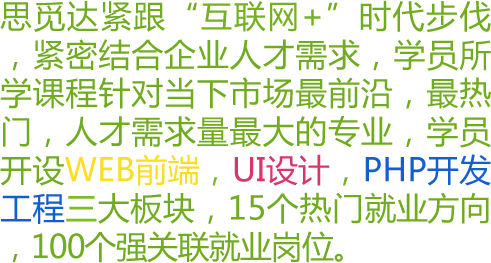 思觅达紧跟“互联网+”时代步伐
，紧密结合企业人才需求，学员所
学课程针对当下市场最前沿，最热
门，人才需求量最大的专业，学员
开设WEB前端，UI设计，PHP开发
工程三大板块，15个热门就业方向
，100个强关联就业岗位。